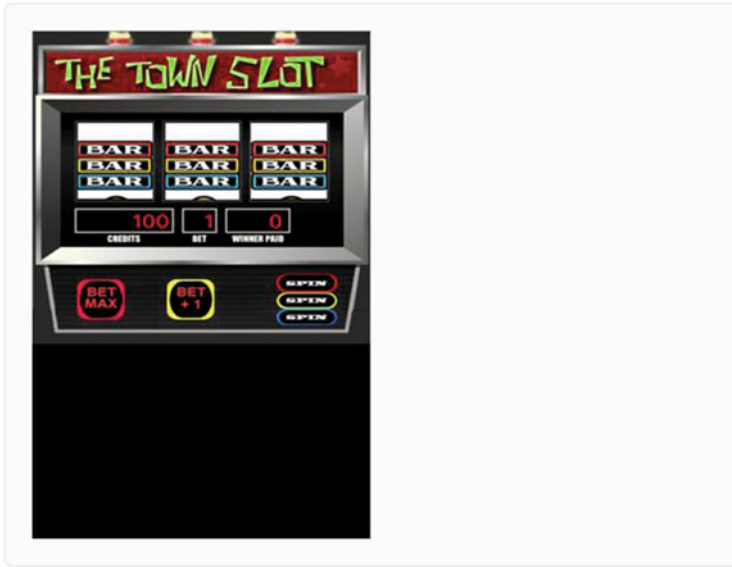 THE TOWN SLOT
BAR BAR BAR
BAR BAR BAR
BAR BAR BAR
100 1 0
CREDITS BET WINNER PAID
BET MAX
BET + 1
SPIN
SPIN
SPIN